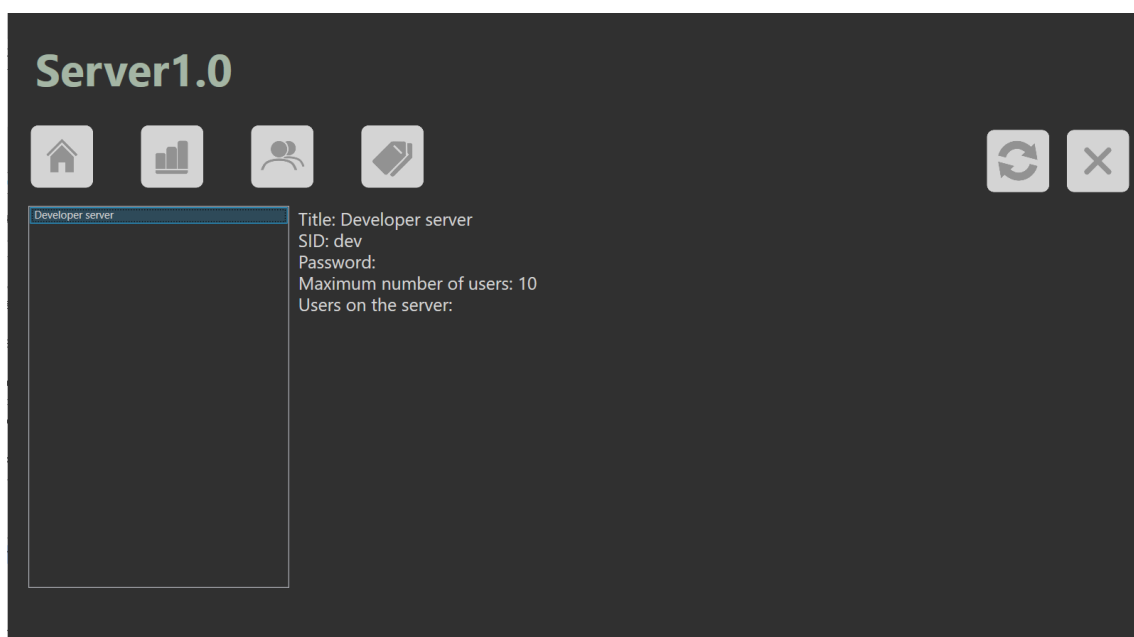 Server1.0
Developer server
Title: Developer server
SID: dev
Password:
Maximum number of users: 10
Users on the server: